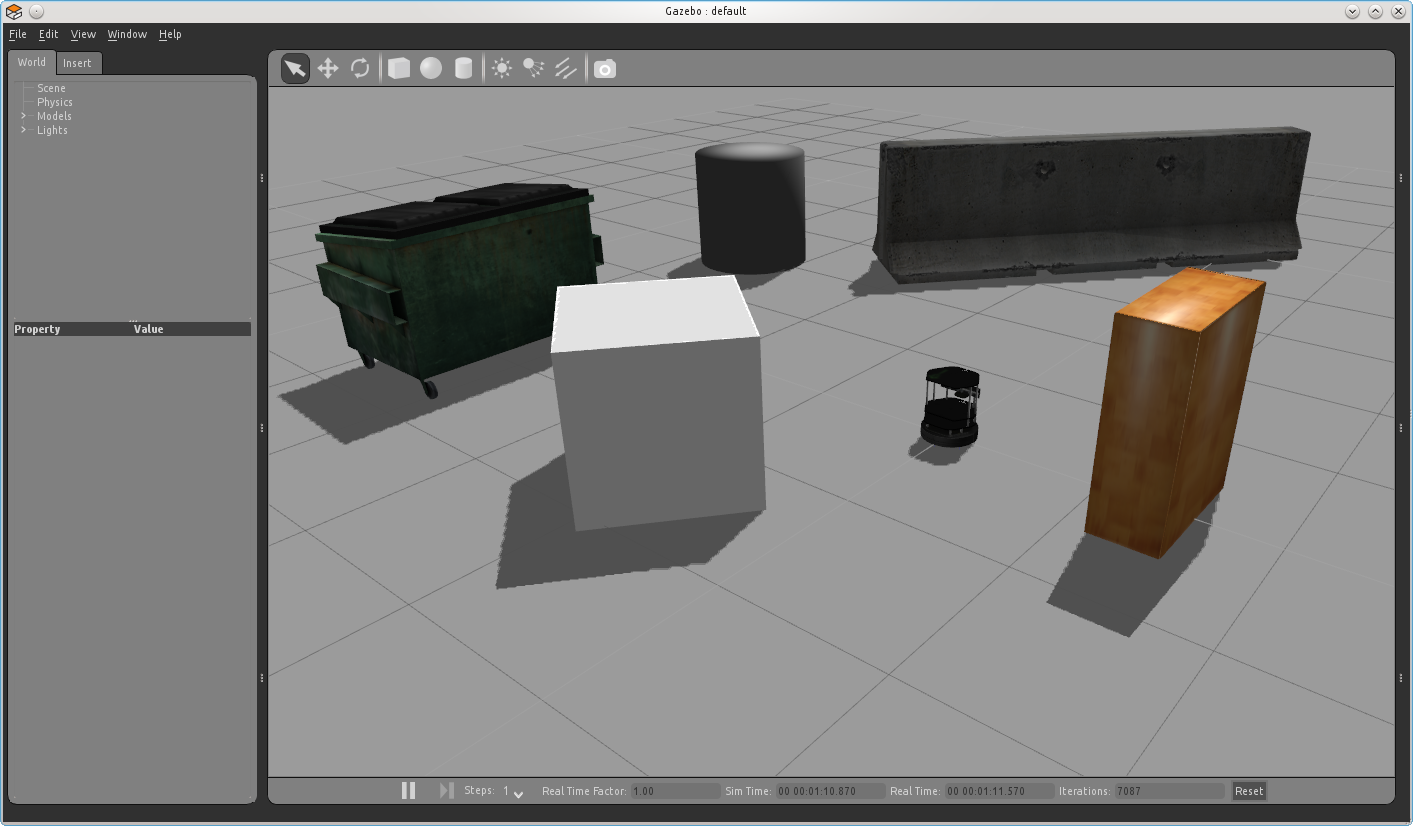 Gazebo : default
File Edit View Window Help
World Insert
Scene
Physics
Models
Lights
Property Value
Steps: 1 Real Time Factor: 1.00 Sim Time: 00 00:01:10.870 Real Time: 00 00:01:11.570 Iterations: 7087 Reset